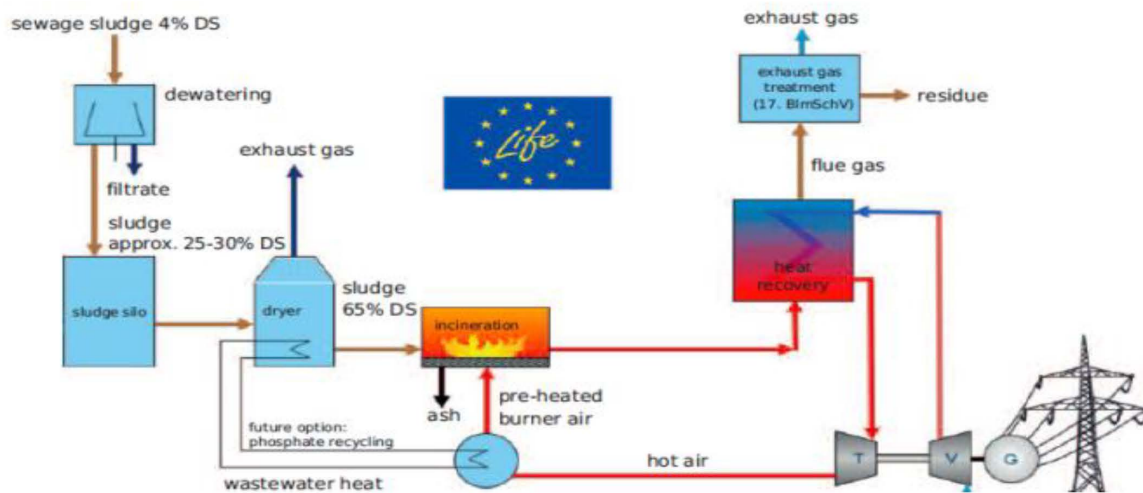 sewage sludge 4% DS
dewatering
filtrate
sludge
approx. 25-30% DS
sludge silo
exhaust gas
dryer
sludge
65% DS
incineration
ash
pre-heated
burner air
future option:
phosphate recycling
wastewater heat
hot air
Life
exhaust gas
exhaust gas
treatment
(17. BImSchV)
residue
flue gas
heat
recovery
T
V
G